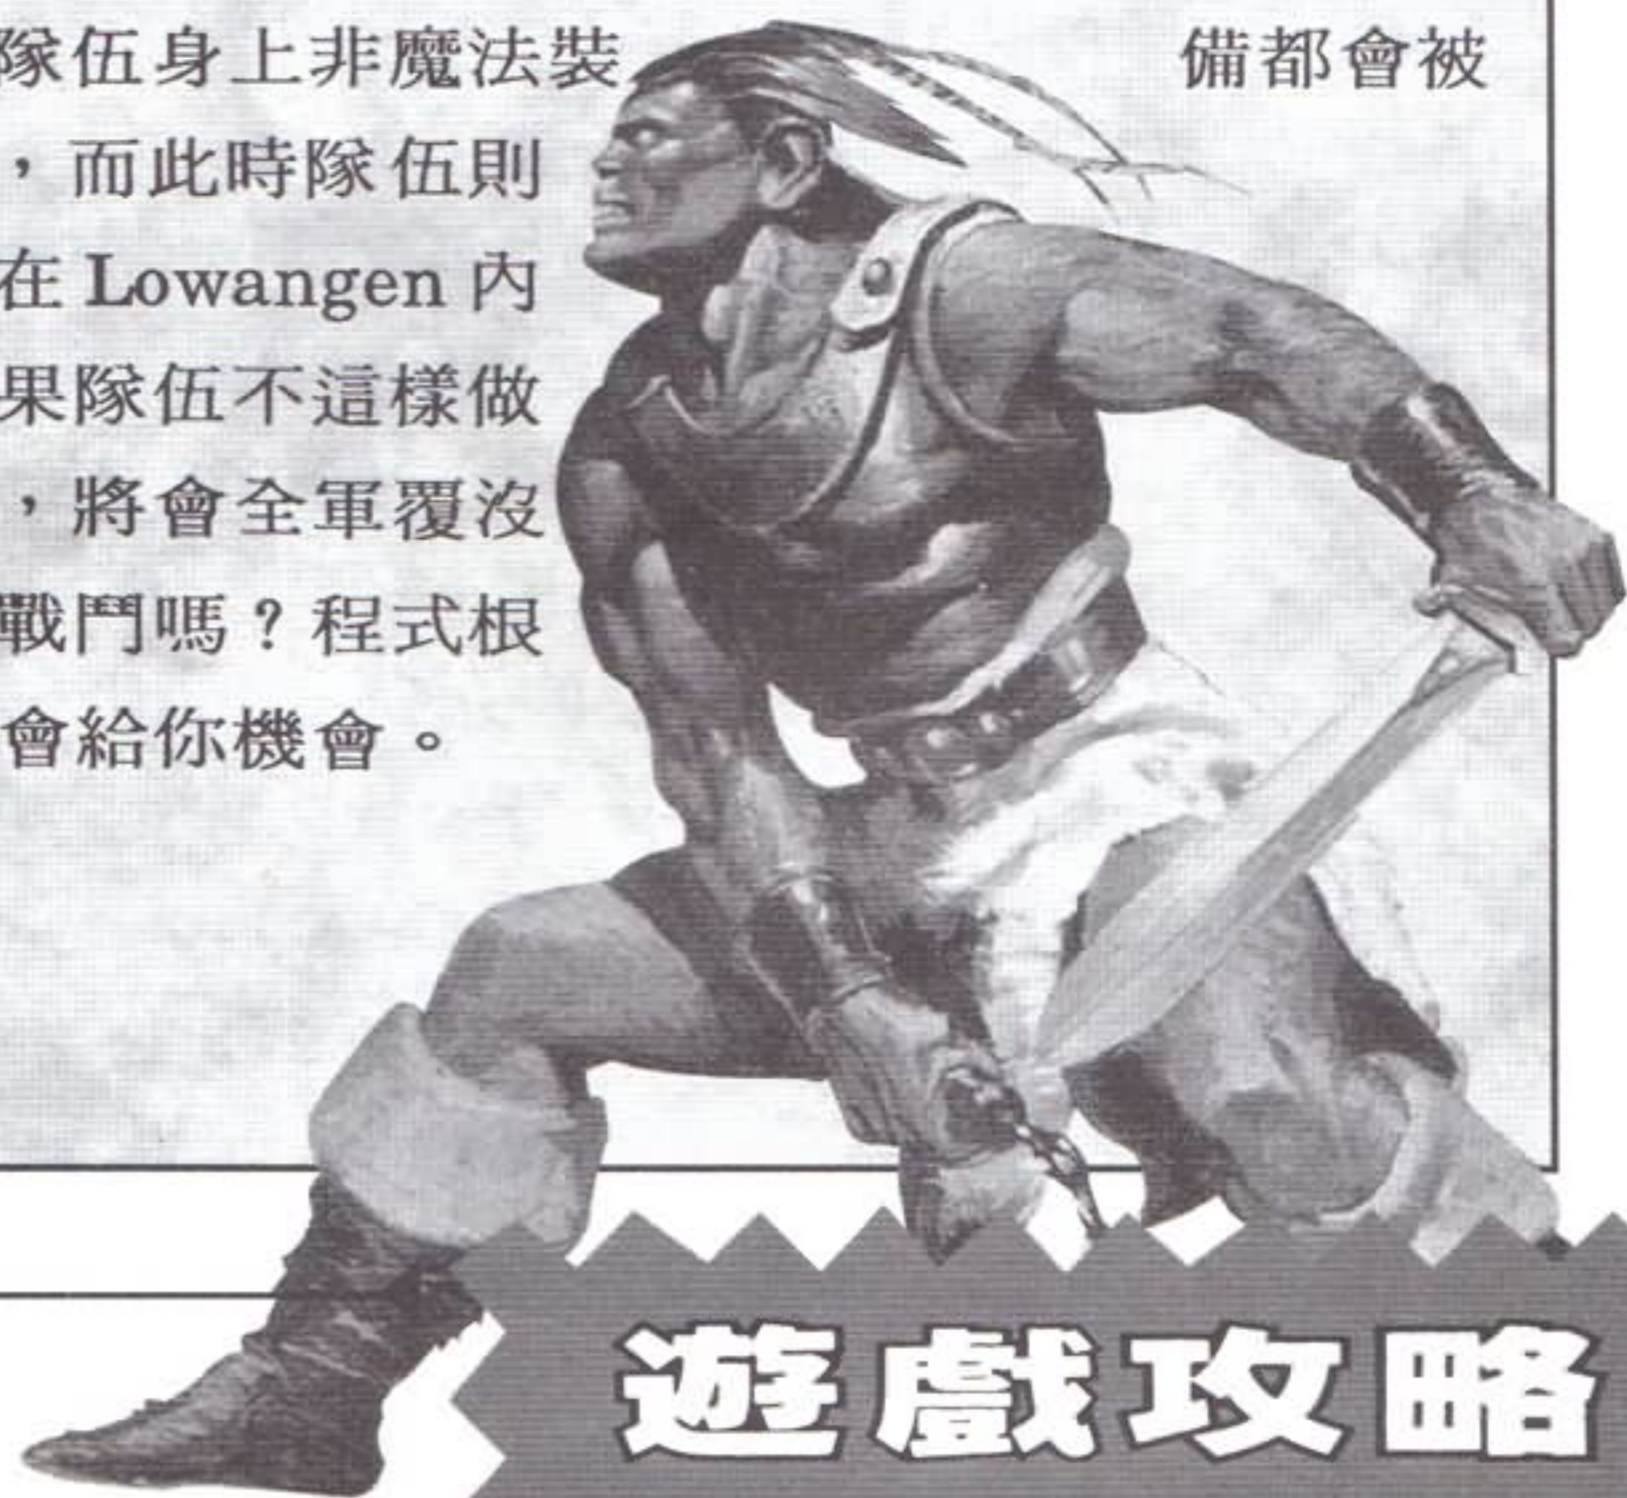 隊伍身上非魔法裝備都會被
，而此時隊伍則
在 Lowangen 內
果隊伍不這樣做
，將會全軍覆沒
戰鬥嗎？程式根
會給你機會。
遊戲攻略